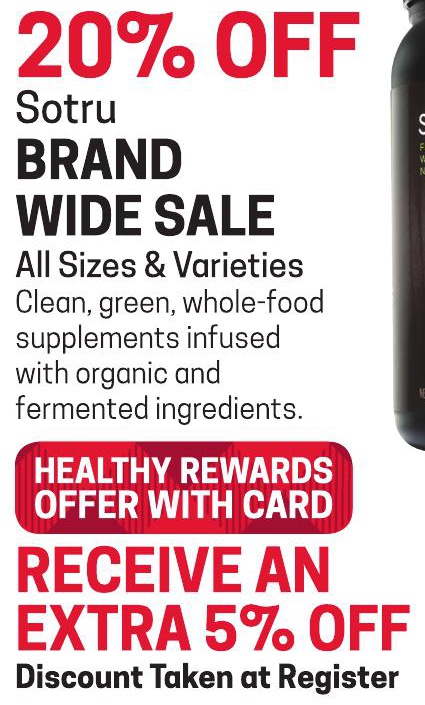 20% OFF
Sotru
BRAND
WIDE SALE
All Sizes & Varieties
Clean, green, whole-food
supplements infused
with organic and
fermented ingredients.
HEALTHY REWARDS
OFFER WITH CARD
RECEIVE AN
EXTRA 5% OFF
Discount Taken at Register